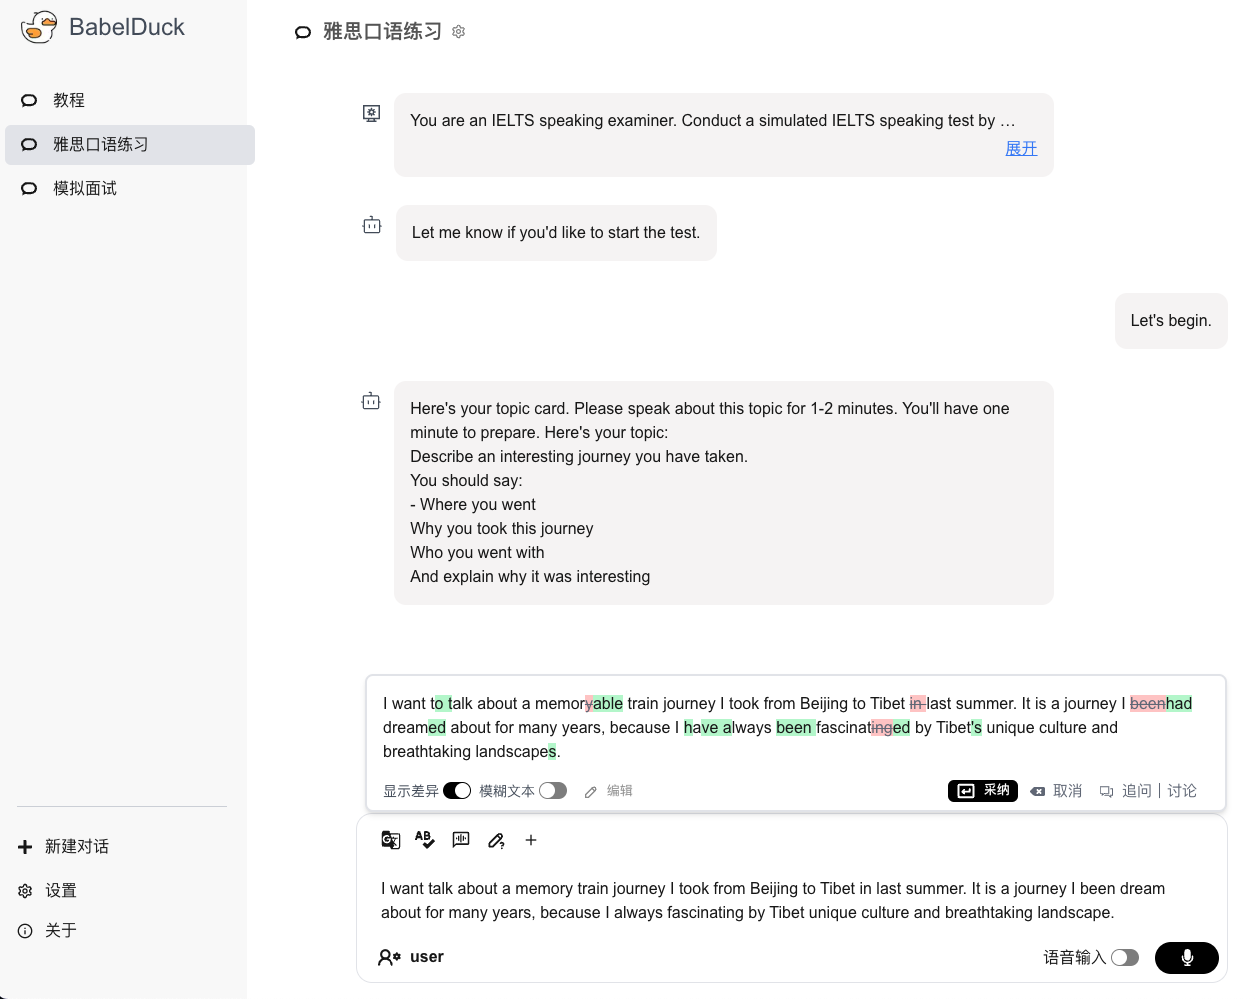 BabelDuck
教程
雅思口语练习
模拟面试
新建对话
设置
关于
雅思口语练习
You are an IELTS speaking examiner. Conduct a simulated IELTS speaking test by …
展开
Let me know if you'd like to start the test.
Let's begin.
Here's your topic card. Please speak about this topic for 1-2 minutes. You'll have one
minute to prepare. Here's your topic:
Describe an interesting journey you have taken.
You should say:
- Where you went
Why you took this journey
Who you went with
And explain why it was interesting
I want to talk about a memoryable train journey I took from Beijing to Tibet in last summer. It is a journey I beenhad
dreamed about for many years, because I have always been fascinatinged by Tibet's unique culture and
breathtaking landscapes.
显示差异 模糊文本 编辑 采纳 取消 追问 | 讨论
I want talk about a memory train journey I took from Beijing to Tibet in last summer. It is a journey I been dream
about for many years, because I always fascinating by Tibet unique culture and breathtaking landscape.
user 语音输入